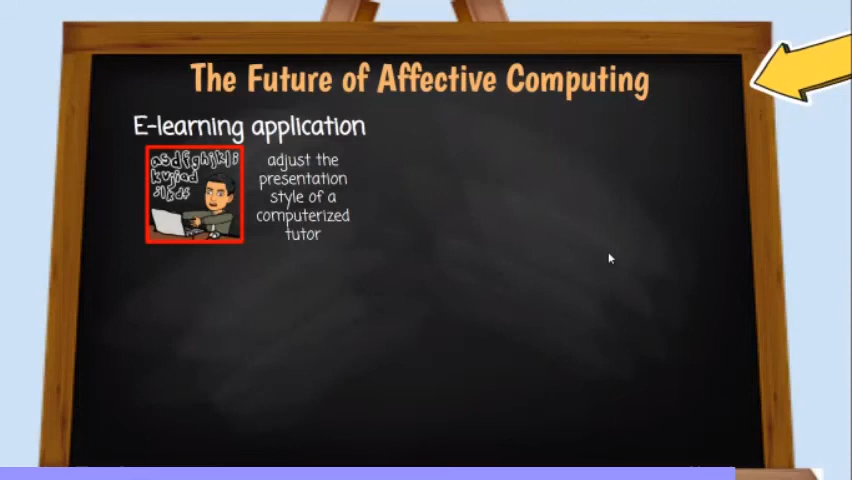 The Future of Affective Computing
E-learning application
adjust the
presentation
style of a
computerized
tutor